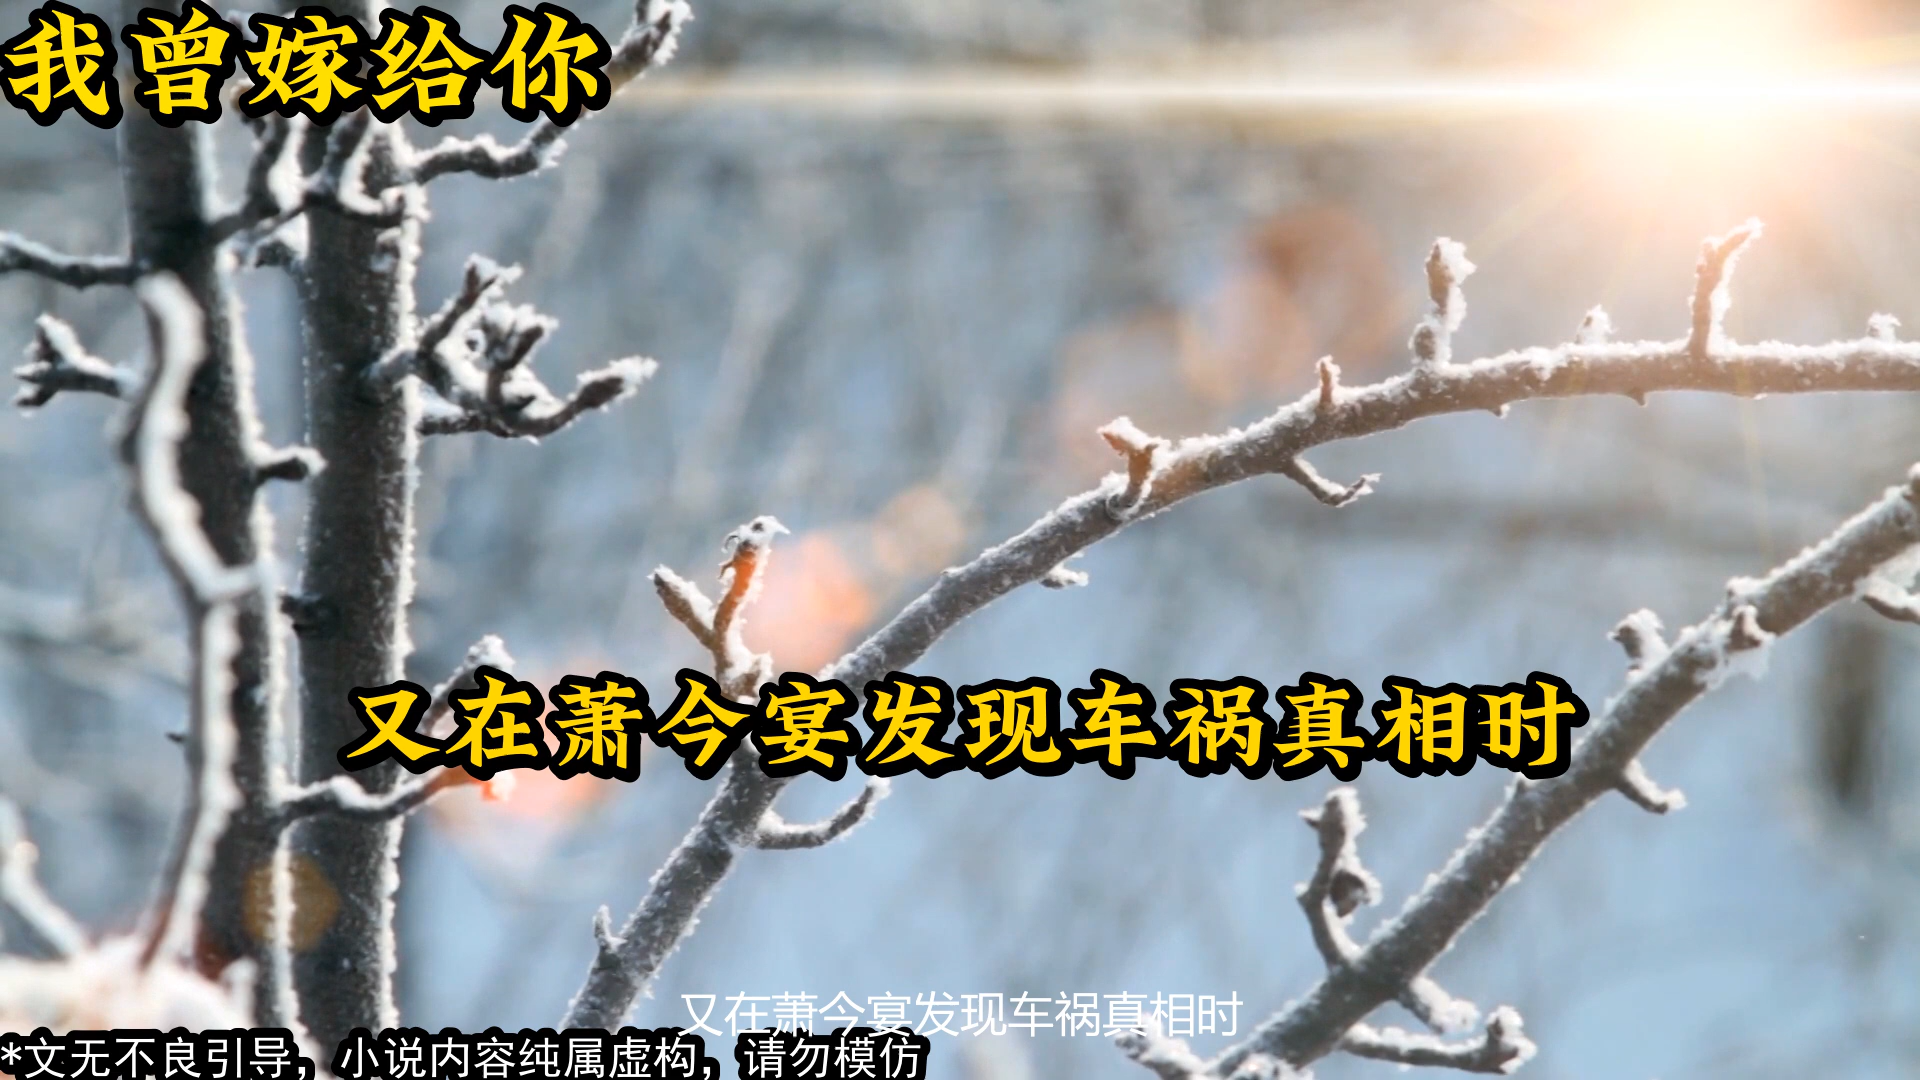 我曾嫁给你
又在萧今宴发现车祸真相时
又在萧今宴发现车祸真相时
*文无不良引导，小说内容纯属虚构，请勿模仿